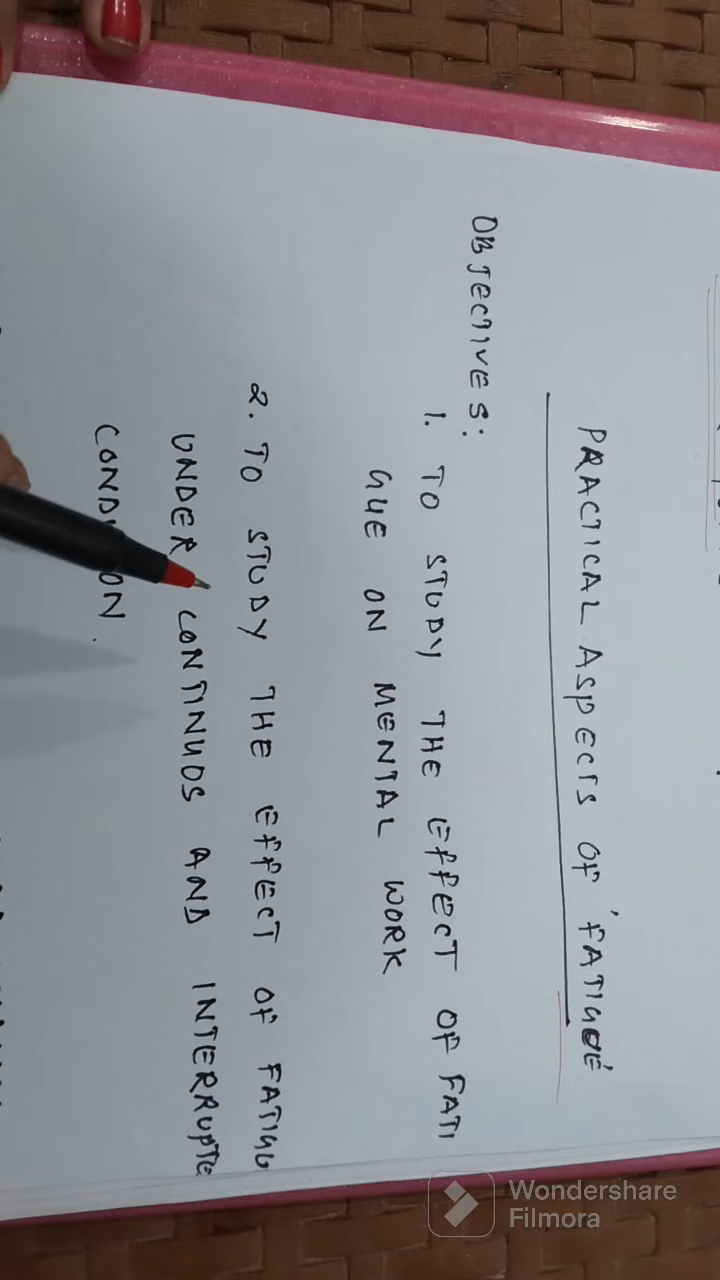 PRACTICAL ASPECTS OF 'FATIGUE'
OBJECTIVES:
1. TO STUDY THE EFFECT OF FATI
GUE ON MENTAL WORK
2. TO STUDY THE EFFECT OF FATIGU
UNDER CONTINUOS AND INTERRUPTE
CONDITION.
Wondershare
Filmora